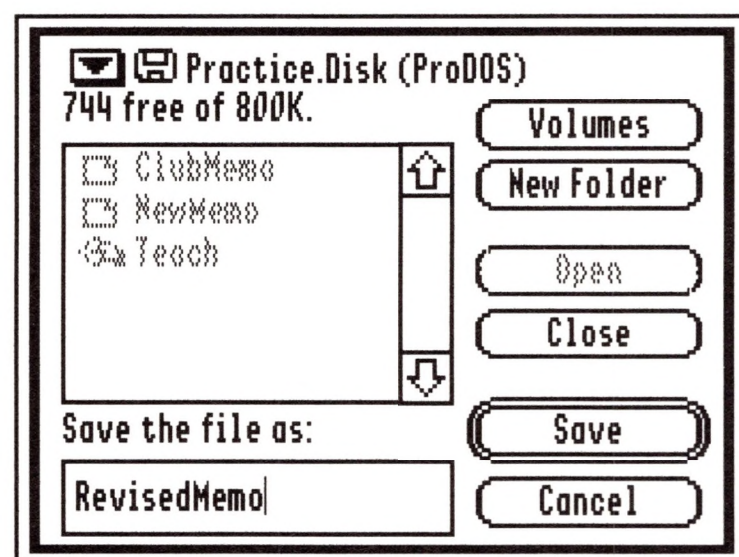 Practice.Disk (ProDOS)
744 free of 800K.
ClubMemo
NewMemo
Teach
Volumes
New Folder
Open
Close
Save the file as:
RevisedMemo
Save
Cancel